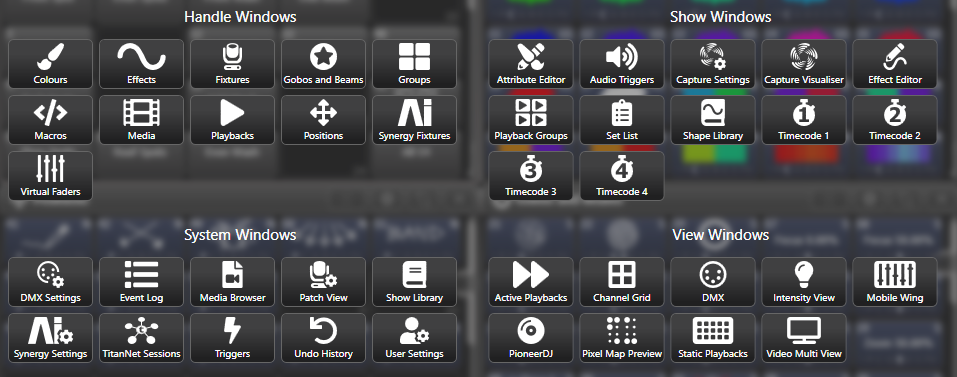 Handle Windows
Colours
Effects
Fixtures
Gobos and Beams
Groups
Macros
Media
Playbacks
Positions
Synergy Fixtures
Virtual Faders
Show Windows
Attribute Editor
Audio Triggers
Capture Settings
Capture Visualiser
Effect Editor
Playback Groups
Set List
Shape Library
1
Timecode 1
2
Timecode 2
3
Timecode 3
4
Timecode 4
System Windows
DMX Settings
Event Log
Media Browser
Patch View
Show Library
Synergy Settings
TitanNet Sessions
Triggers
Undo History
User Settings
View Windows
Active Playbacks
Channel Grid
DMX
Intensity View
Mobile Wing
PioneerDJ
Pixel Map Preview
Static Playbacks
Video Multi View